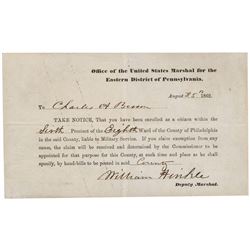 Office of the United States Marshal for the
Eastern District of Pennsylvania.
August 25th 1862.
To Charles A Besson
TAKE NOTICE, That you have been enrolled as a citizen within the
Sixth Precinct of the Eighth Ward of the County of Philadelphia
in the said County, liable to Military Service. If you claim exemption from any
cause, the claim will be received and determined by the Commissioner to be
appointed for that purpose for this County, at such time and place as he shall
specify, by hand-bills to be posted in said County
William Hinkle
Deputy Marshal.